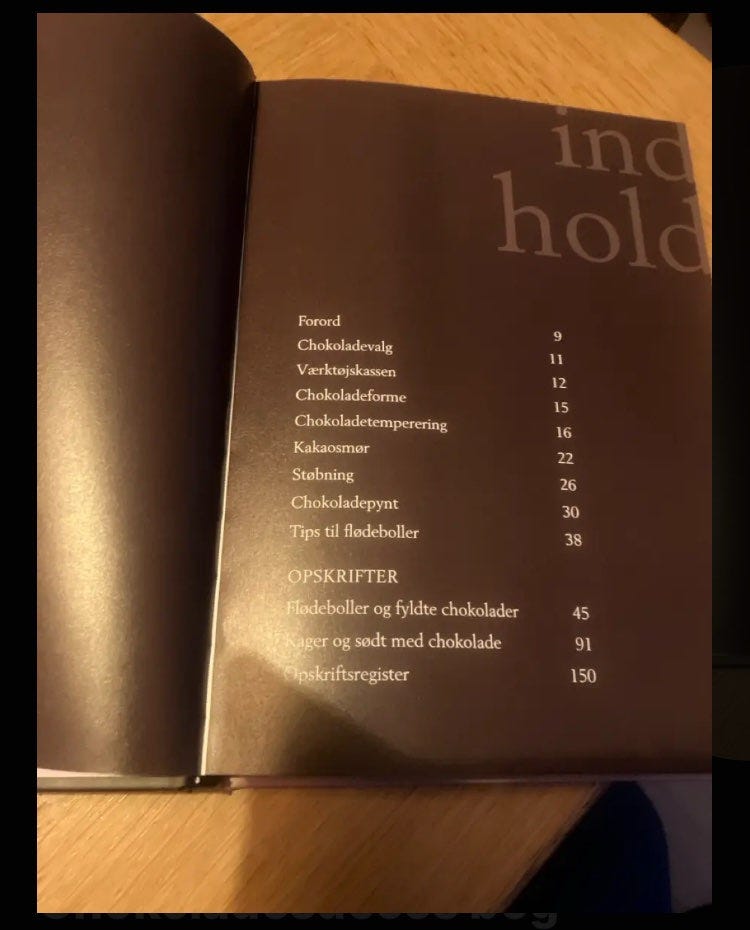 ind
hold
Forord 9
Chokoladevalg 11
Værktøjskassen 12
Chokoladeforme 15
Chokoladetemperering 16
Kakaosmør 22
Støbning 26
Chokoladepynt 30
Tips til flødeboller 38
OPSKRIFTER
Flødeboller og fyldte chokolader 45
Kager og sødt med chokolade 91
Opskriftsregister 150